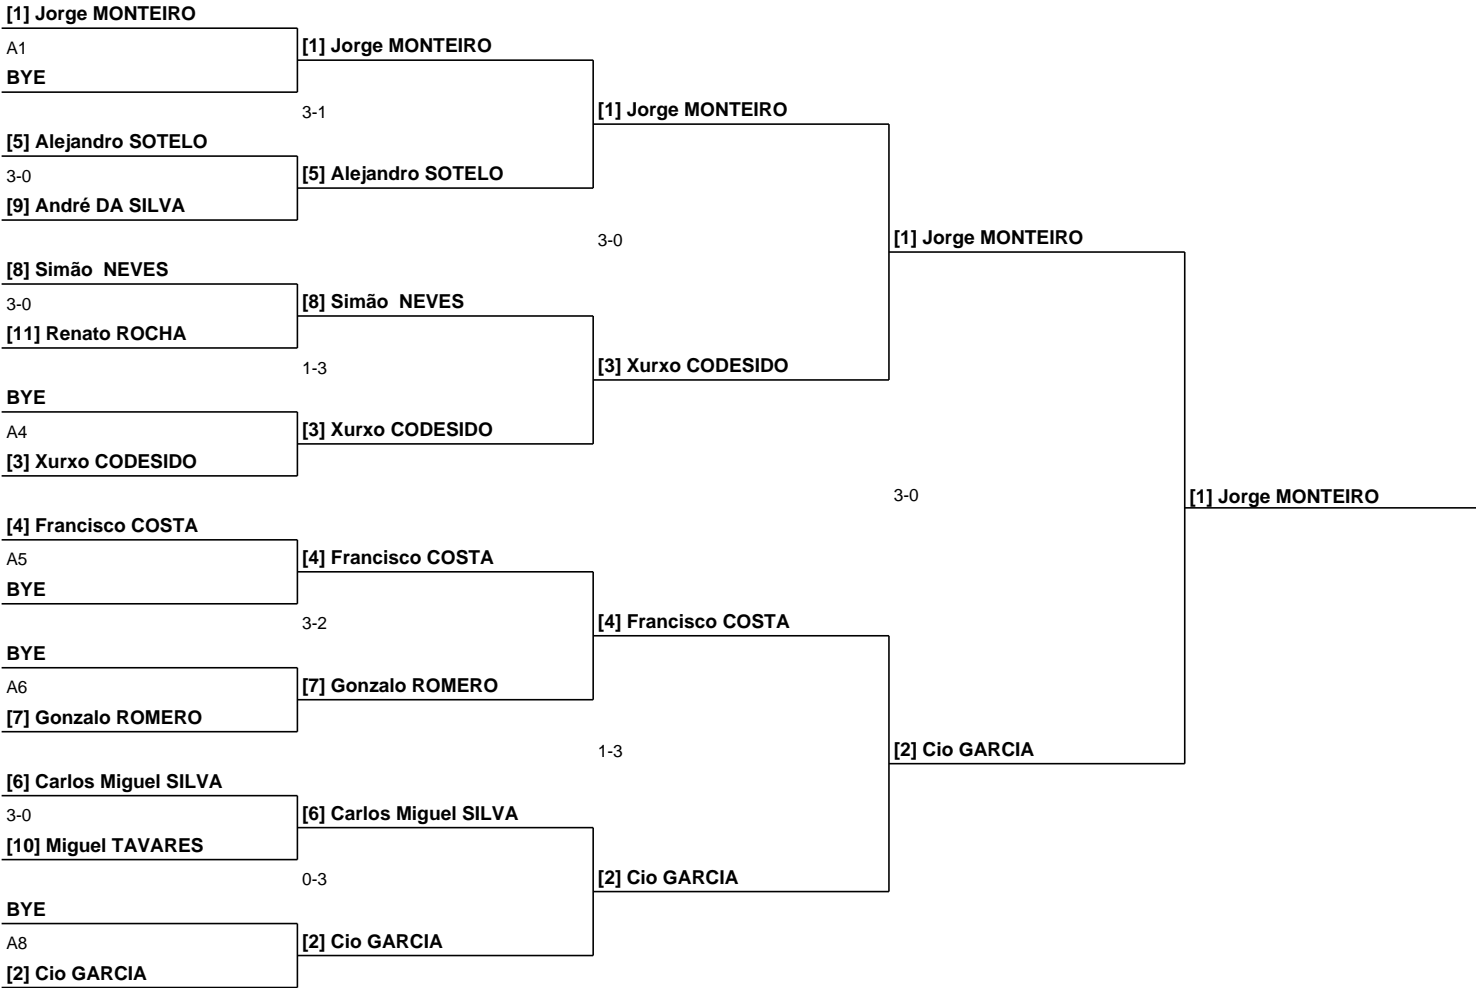 [1] Jorge MONTEIRO
A1
[1] Jorge MONTEIRO
BYE
3-1
[1] Jorge MONTEIRO
[5] Alejandro SOTELO
3-0
[5] Alejandro SOTELO
[9] André DA SILVA
3-0
[1] Jorge MONTEIRO
[8] Simão  NEVES
3-0
[8] Simão  NEVES
[11] Renato ROCHA
1-3
[3] Xurxo CODESIDO
BYE
A4
[3] Xurxo CODESIDO
[3] Xurxo CODESIDO
3-0
[1] Jorge MONTEIRO
[4] Francisco COSTA
A5
[4] Francisco COSTA
BYE
3-2
[4] Francisco COSTA
BYE
A6
[7] Gonzalo ROMERO
[7] Gonzalo ROMERO
1-3
[2] Cio GARCIA
[6] Carlos Miguel SILVA
3-0
[6] Carlos Miguel SILVA
[10] Miguel TAVARES
0-3
[2] Cio GARCIA
BYE
A8
[2] Cio GARCIA
[2] Cio GARCIA